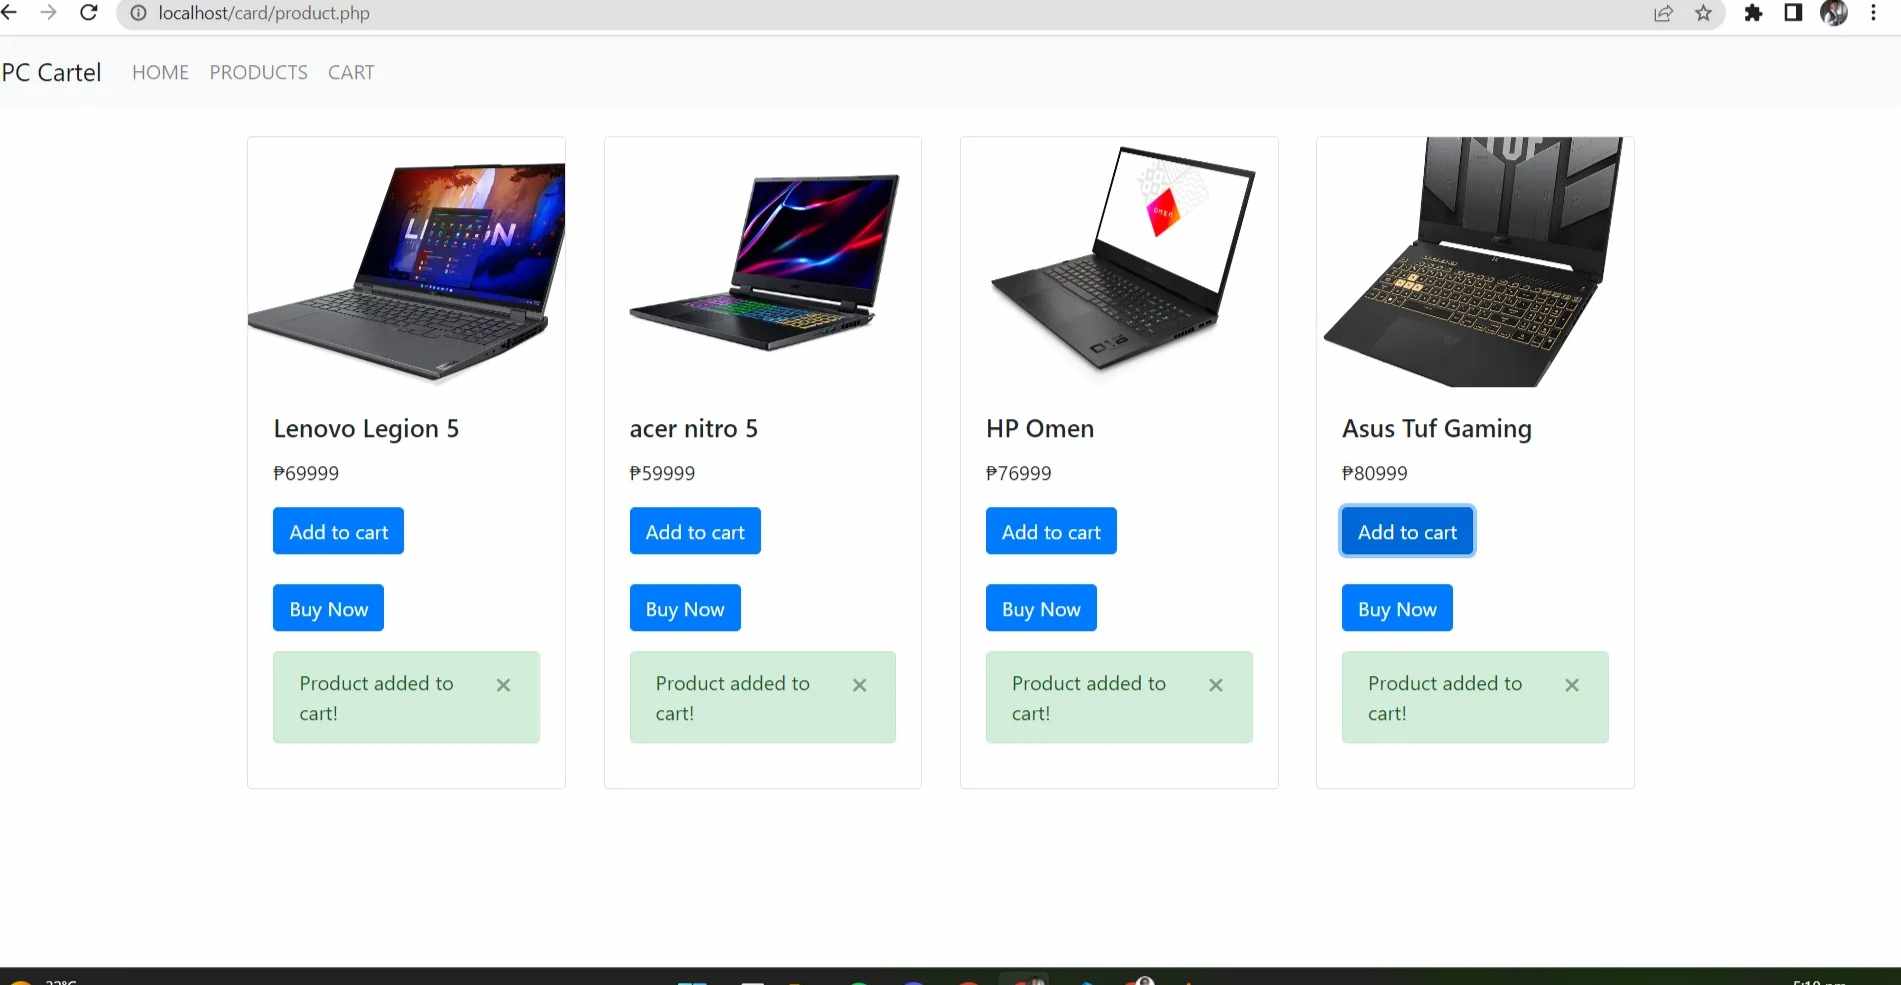 localhost/card/product.php
PC Cartel HOME PRODUCTS CART
Lenovo Legion 5
₱69999
Add to cart
Buy Now
Product added to
cart!
acer nitro 5
₱59999
Add to cart
Buy Now
Product added to
cart!
OMEN
HP Omen
₱76999
Add to cart
Buy Now
Product added to
cart!
TUF
Asus Tuf Gaming
₱80999
Add to cart
Buy Now
Product added to
cart!